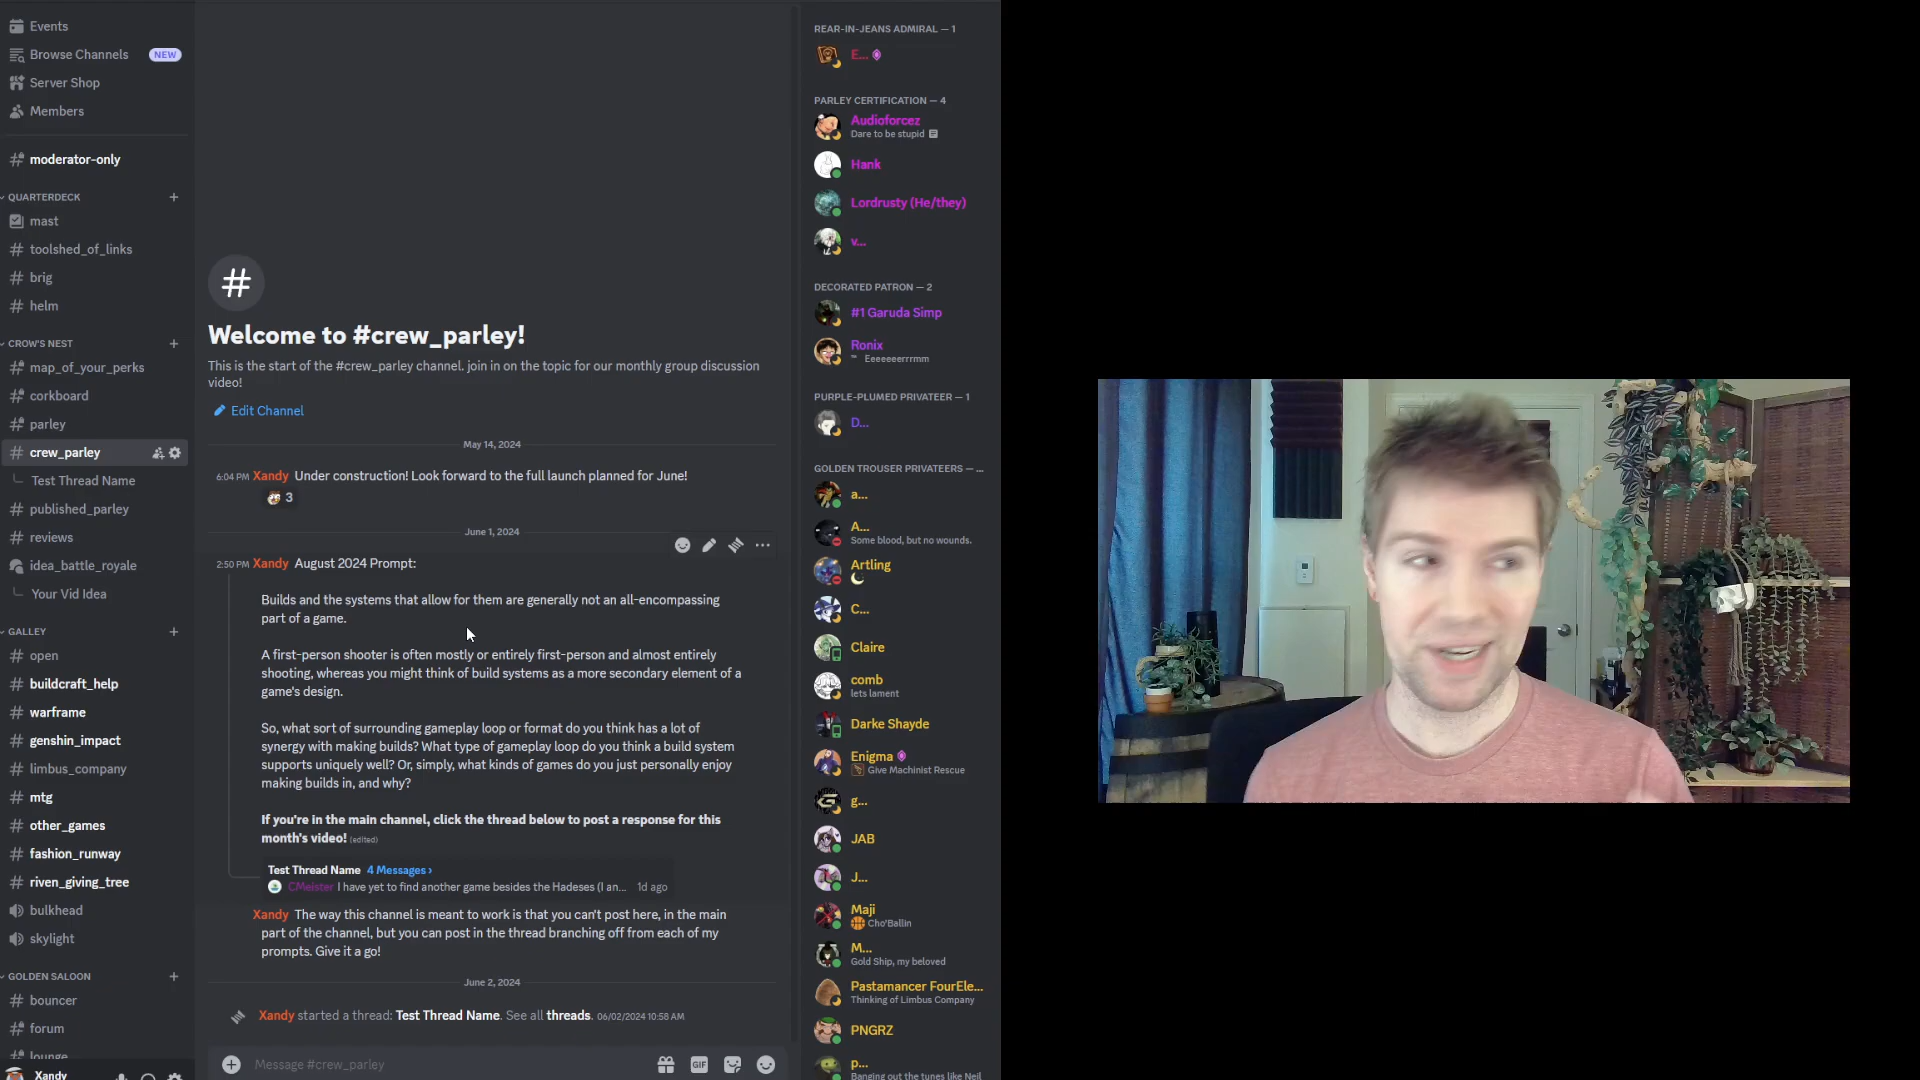 Events
Browse Channels NEW
Server Shop
Members
moderator-only
QUARTERDECK
mast
toolshed_of_links
brig
helm
CROW'S NEST
map_of_your_perks
corkboard
parley
crew_parley
Test Thread Name
published_parley
reviews
idea_battle_royale
Your Vid Idea
GALLEY
open
buildcraft_help
warframe
genshin_impact
limbus_company
mtg
other_games
fashion_runway
riven_giving_tree
bulkhead
skylight
GOLDEN SALOON
bouncer
forum
lounge
Xandy
#
Welcome to #crew_parley!
This is the start of the #crew_parley channel. join in on the topic for our monthly group discussion
video!
Edit Channel
May 14, 2024
6:04 PM Xandy Under construction! Look forward to the full launch planned for June!
3
June 1, 2024
2:50 PM Xandy August 2024 Prompt:
Builds and the systems that allow for them are generally not an all-encompassing
part of a game.
A first-person shooter is often mostly or entirely first-person and almost entirely
shooting, whereas you might think of build systems as a more secondary element of a
game's design.
So, what sort of surrounding gameplay loop or format do you think has a lot of
synergy with making builds? What type of gameplay loop do you think a build system
supports uniquely well? Or, simply, what kinds of games do you just personally enjoy
making builds in, and why?
If you're in the main channel, click the thread below to post a response for this
month's video! (edited)
Test Thread Name 4 Messages ›
CMeister I have yet to find another game besides the Hadeses (I an... 1d ago
Xandy The way this channel is meant to work is that you can't post here, in the main
part of the channel, but you can post in the thread branching off from each of my
prompts. Give it a go!
June 2, 2024
Xandy started a thread: Test Thread Name. See all threads. 06/02/2024 10:58 AM
Message #crew_parley
GIF
REAR-IN-JEANS ADMIRAL — 1
E...
PARLEY CERTIFICATION — 4
Audioforcez
Dare to be stupid
Hank
Lordrusty (He/they)
v...
DECORATED PATRON — 2
#1 Garuda Simp
Ronix
Eeeeeeerrrmm
PURPLE-PLUMED PRIVATEER — 1
D...
GOLDEN TROUSER PRIVATEERS — ...
a...
A...
Some blood, but no wounds.
Artling
C...
Claire
comb
lets lament
Darke Shayde
Enigma
Give Machinist Rescue
g...
JAB
J...
Maji
Cho'Ballin
M...
Gold Ship, my beloved
Pastamancer FourEle...
Thinking of Limbus Company
PNGRZ
p...
Banging out the tunes like Neil